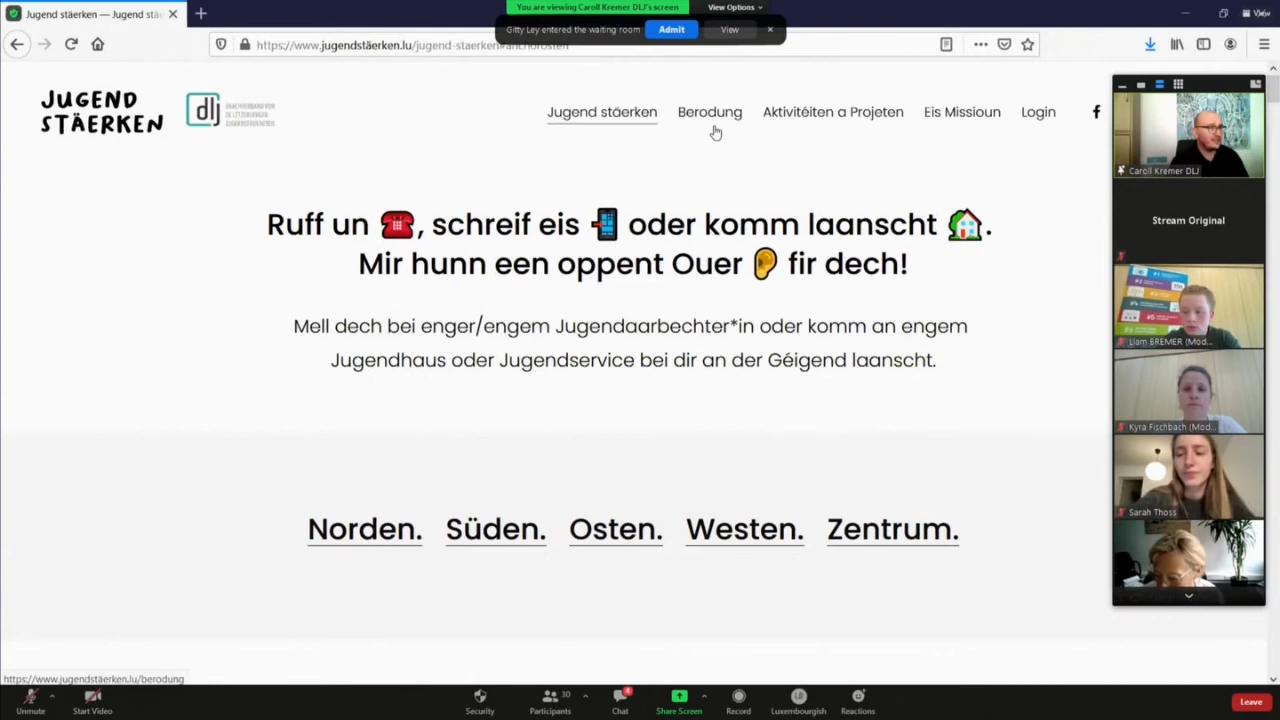 Jugend stäerken — Jugend stä
You are viewing Caroll Kremer DLJ's screen
View Options
View
Gitty Ley entered the waiting room
Admit
View
https://www.jugendstäerken.lu/jugend-staerken#anchorosten
JUGEND
STÄERKEN
dlj
Jugend stäerken
Berodung
Aktivitéiten a Projeten
Eis Missioun
Login
Ruff un ☎️, schreif eis 📲 oder komm laanscht 🏡.
Mir hunn een oppent Ouer 👂 fir dech!
Mell dech bei enger/engem Jugendaarbechter*in oder komm an engem
Jugendhaus oder Jugendservice bei dir an der Géigend laanscht.
Norden. Süden. Osten. Westen. Zentrum.
Caroll Kremer DLJ
Stream Original
Liam BREMER (Mod...
Kyra Fischbach (Mod...
Sarah Thoss
https://www.jugendstäerken.lu/berodung
Unmute
Start Video
Security
30
Participants
4
Chat
Share Screen
Record
LU
Luxembourgish
Reactions
Leave